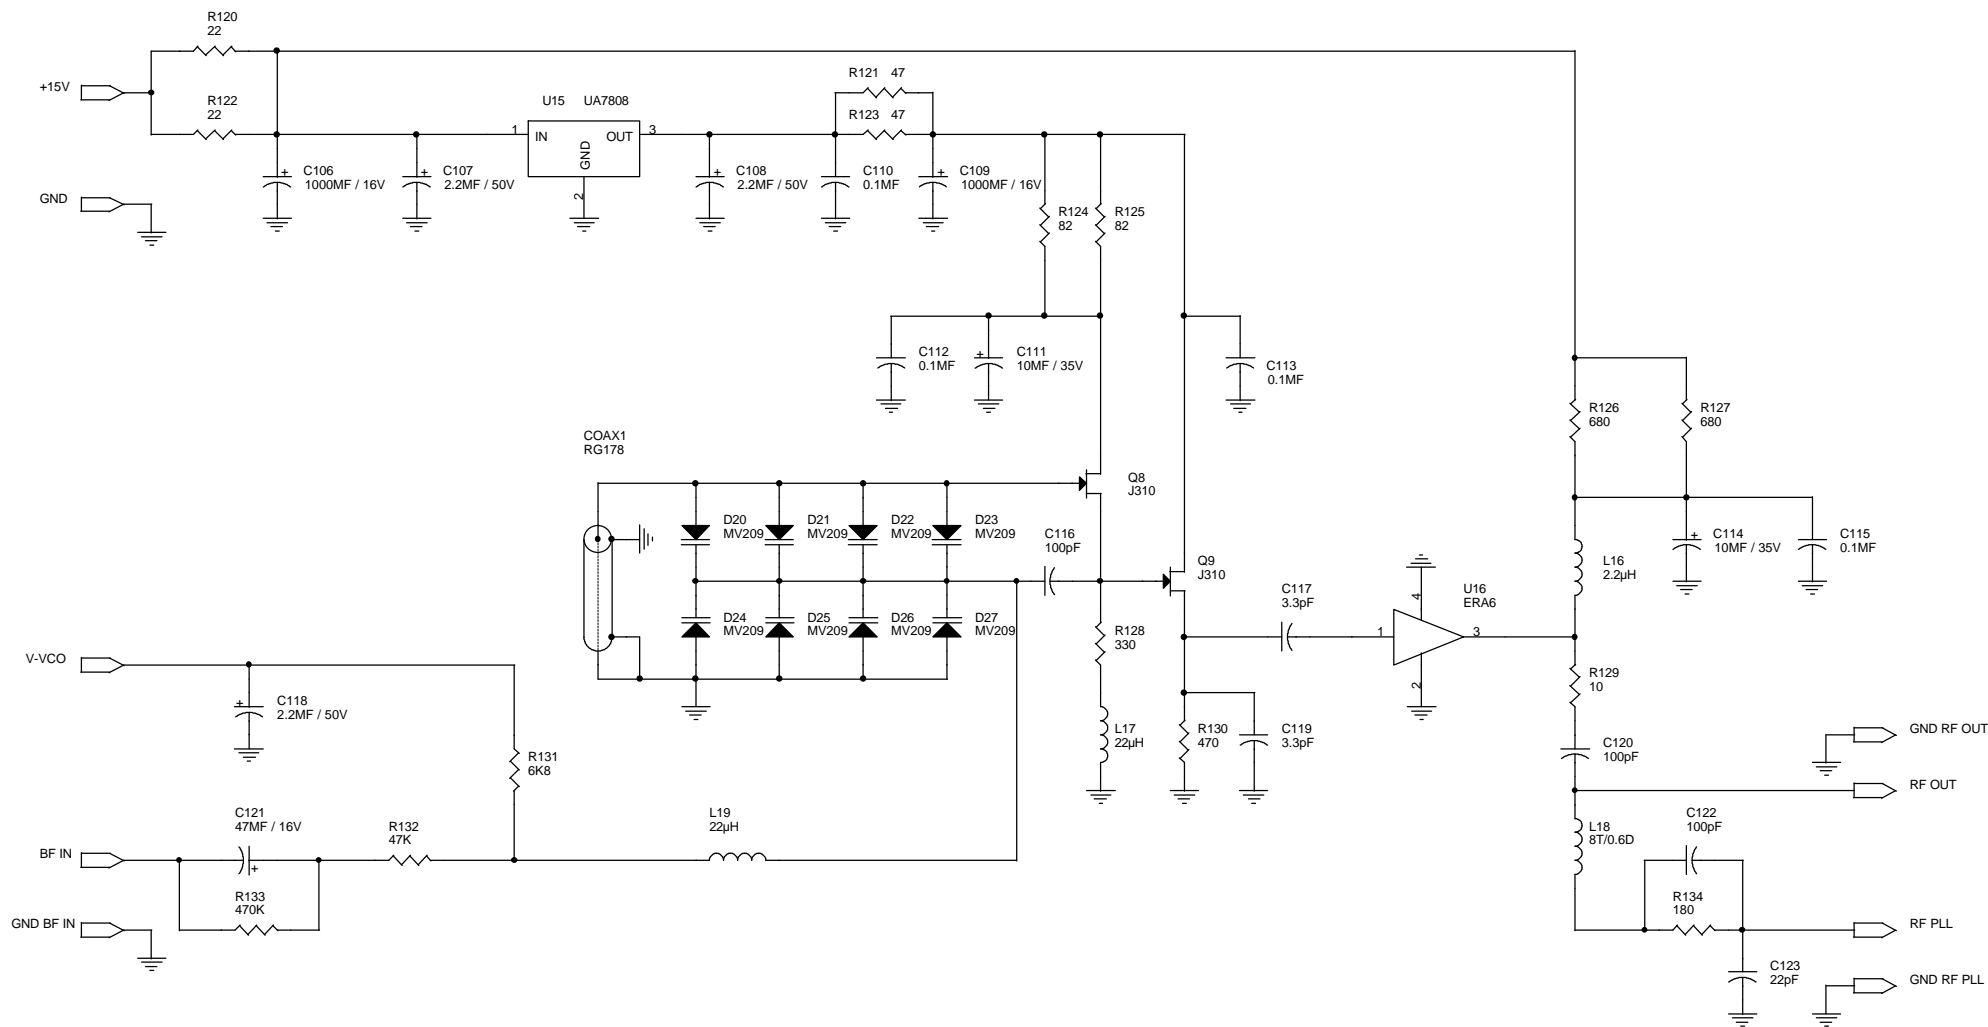 R120
22
+15V
R122
22
GND
C106
1000MF / 16V
C107
2.2MF / 50V
U15 UA7808
1
IN
OUT
3
GND
2
C108
2.2MF / 50V
R121 47
R123 47
C110
0.1MF
C109
1000MF / 16V
R124
82
R125
82
C112
0.1MF
C111
10MF / 35V
C113
0.1MF
R126
680
R127
680
COAX1
RG178
Q8
J310
D20
MV209
D21
MV209
D22
MV209
D23
MV209
C116
100pF
Q9
J310
C114
10MF / 35V
C115
0.1MF
L16
2.2µH
U16
ERA6
C117
3.3pF
4
1
3
2
D24
MV209
D25
MV209
D26
MV209
D27
MV209
R128
330
V-VCO
C118
2.2MF / 50V
R129
10
L17
22µH
R130
470
C119
3.3pF
GND RF OUT
R131
6K8
C120
100pF
RF OUT
C121
47MF / 16V
R132
47K
L19
22µH
L18
8T/0.6D
C122
100pF
BF IN
R133
470K
R134
180
GND BF IN
RF PLL
C123
22pF
GND RF PLL